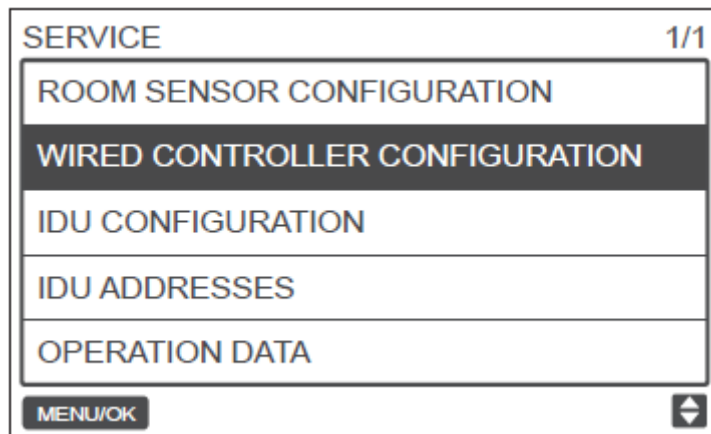 SERVICE 1/1
ROOM SENSOR CONFIGURATION
WIRED CONTROLLER CONFIGURATION
IDU CONFIGURATION
IDU ADDRESSES
OPERATION DATA
MENU/OK